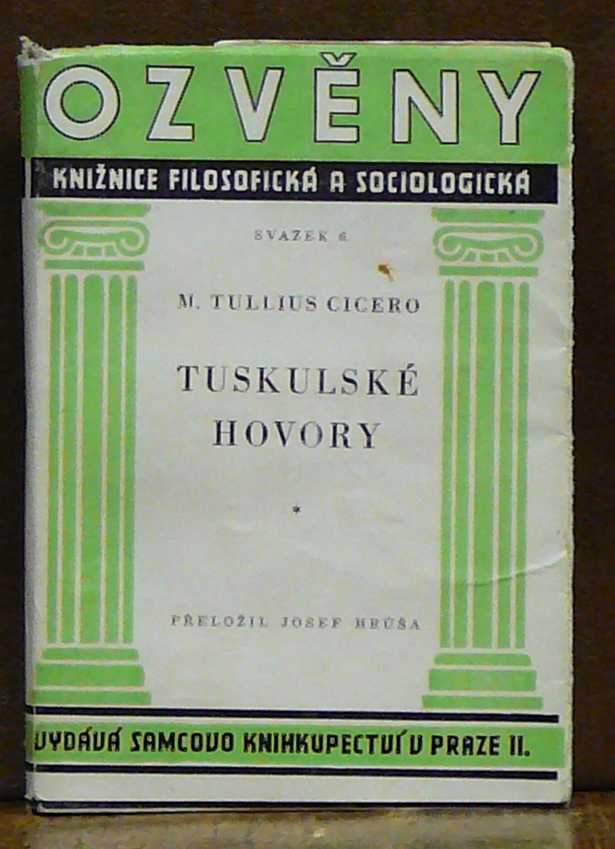 OZVĚNY
KNIŽNICE FILOSOFICKÁ A SOCIOLOGICKÁ
SVAZEK 6
M. TULLIUS CICERO
TUSKULSKÉ
HOVORY
*
PŘELOŽIL JOSEF HRŮŠA
VYDÁVÁ SAMCOVO KNIHKUPECTVÍ V PRAZE II.